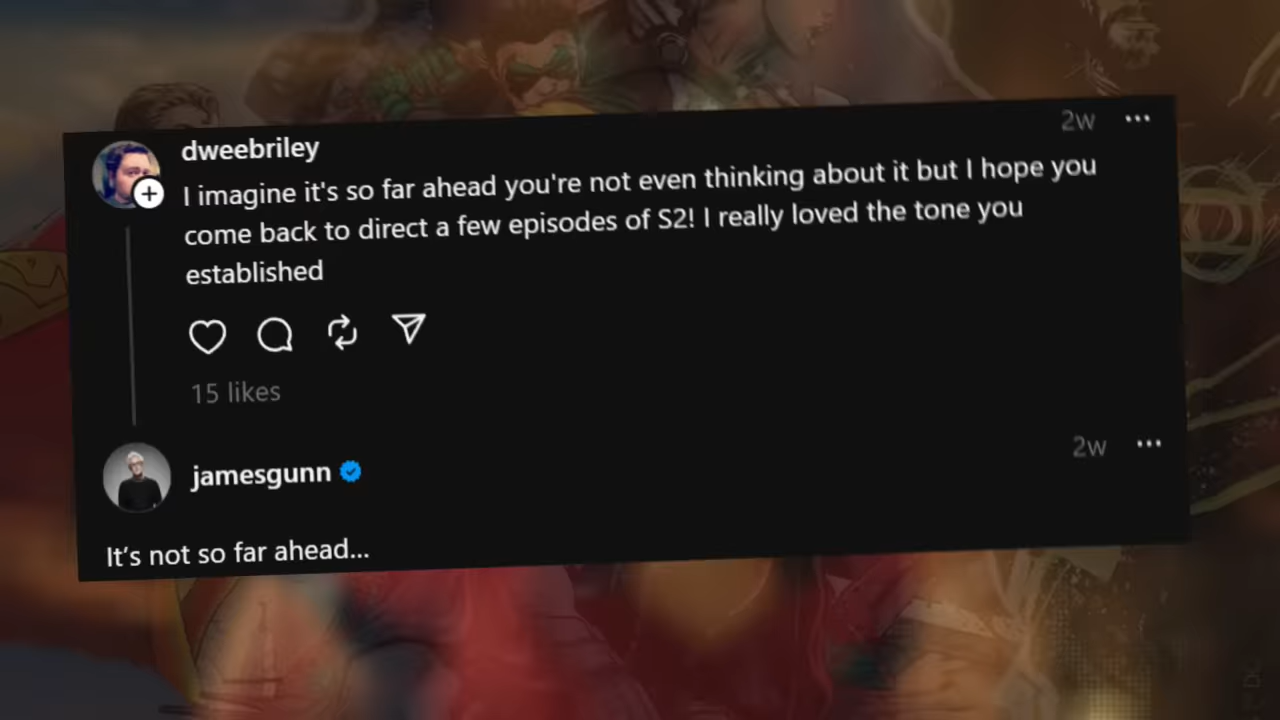 dweebriley
2w
I imagine it's so far ahead you're not even thinking about it but I hope you
come back to direct a few episodes of S2! I really loved the tone you
established
15 likes
jamesgunn
2w
It's not so far ahead...